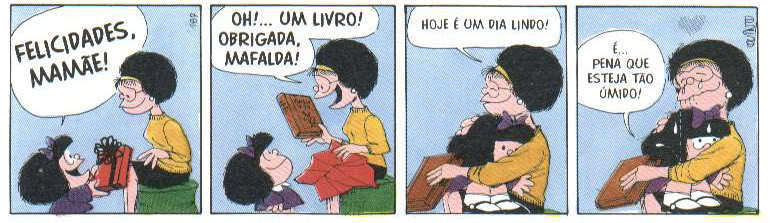 FELICIDADES,
MAMÃE!
OH!... UM LIVRO!
OBRIGADA,
MAFALDA!
HOJE É UM DIA LINDO!
É...
PENA QUE
ESTEJA TÃO
ÚMIDO!